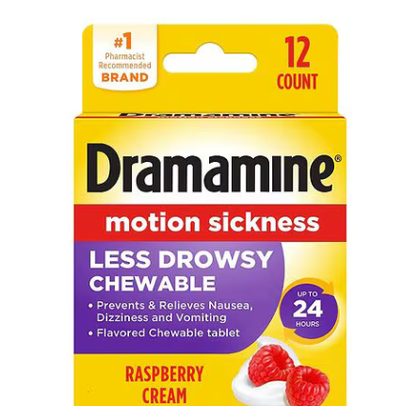 #1
Pharmacist
Recommended
BRAND
12
COUNT
Dramamine
Dramamine®
motion sickness
LESS DROWSY
CHEWABLE
• Prevents & Relieves Nausea,
Dizziness and Vomiting
• Flavored Chewable tablet
UP TO
24
HOURS
RASPBERRY
CREAM